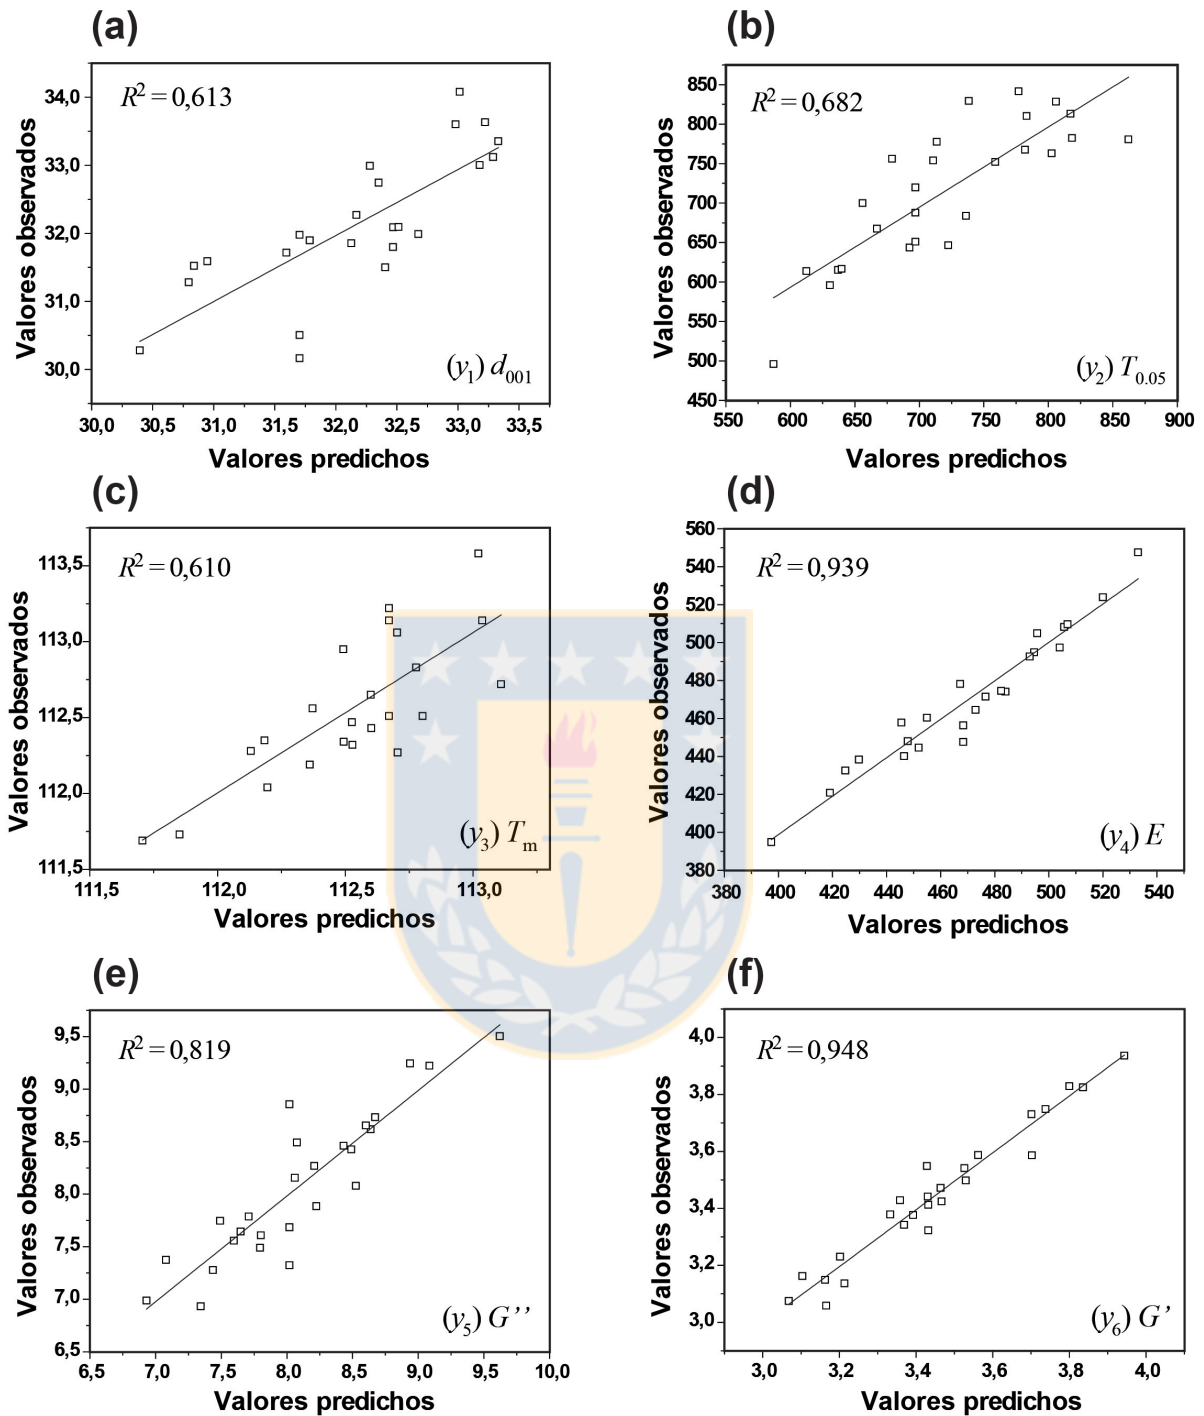 (a)
R² = 0,613
Valores observados
34,0
33,0
32,0
31,0
30,0
(y₁) d₀₀₁
30,0 30,5 31,0 31,5 32,0 32,5 33,0 33,5
Valores predichos
(b)
R² = 0,682
Valores observados
850
800
750
700
650
600
550
500
450
(y₂) T₀.₀₅
550 600 650 700 750 800 850 900
Valores predichos
(c)
R² = 0,610
Valores observados
113,5
113,0
112,5
112,0
111,5
(y₃) Tₘ
111,5 112,0 112,5 113,0
Valores predichos
(d)
R² = 0,939
Valores observados
560
540
520
500
480
460
440
420
400
380
(y₄) E
380 400 420 440 460 480 500 520 540
Valores predichos
(e)
R² = 0,819
Valores observados
9,5
9,0
8,5
8,0
7,5
7,0
6,5
(y₅) G’’
6,5 7,0 7,5 8,0 8,5 9,0 9,5 10,0
Valores predichos
(f)
R² = 0,948
Valores observados
4,0
3,8
3,6
3,4
3,2
3,0
(y₆) G’
3,0 3,2 3,4 3,6 3,8 4,0
Valores predichos